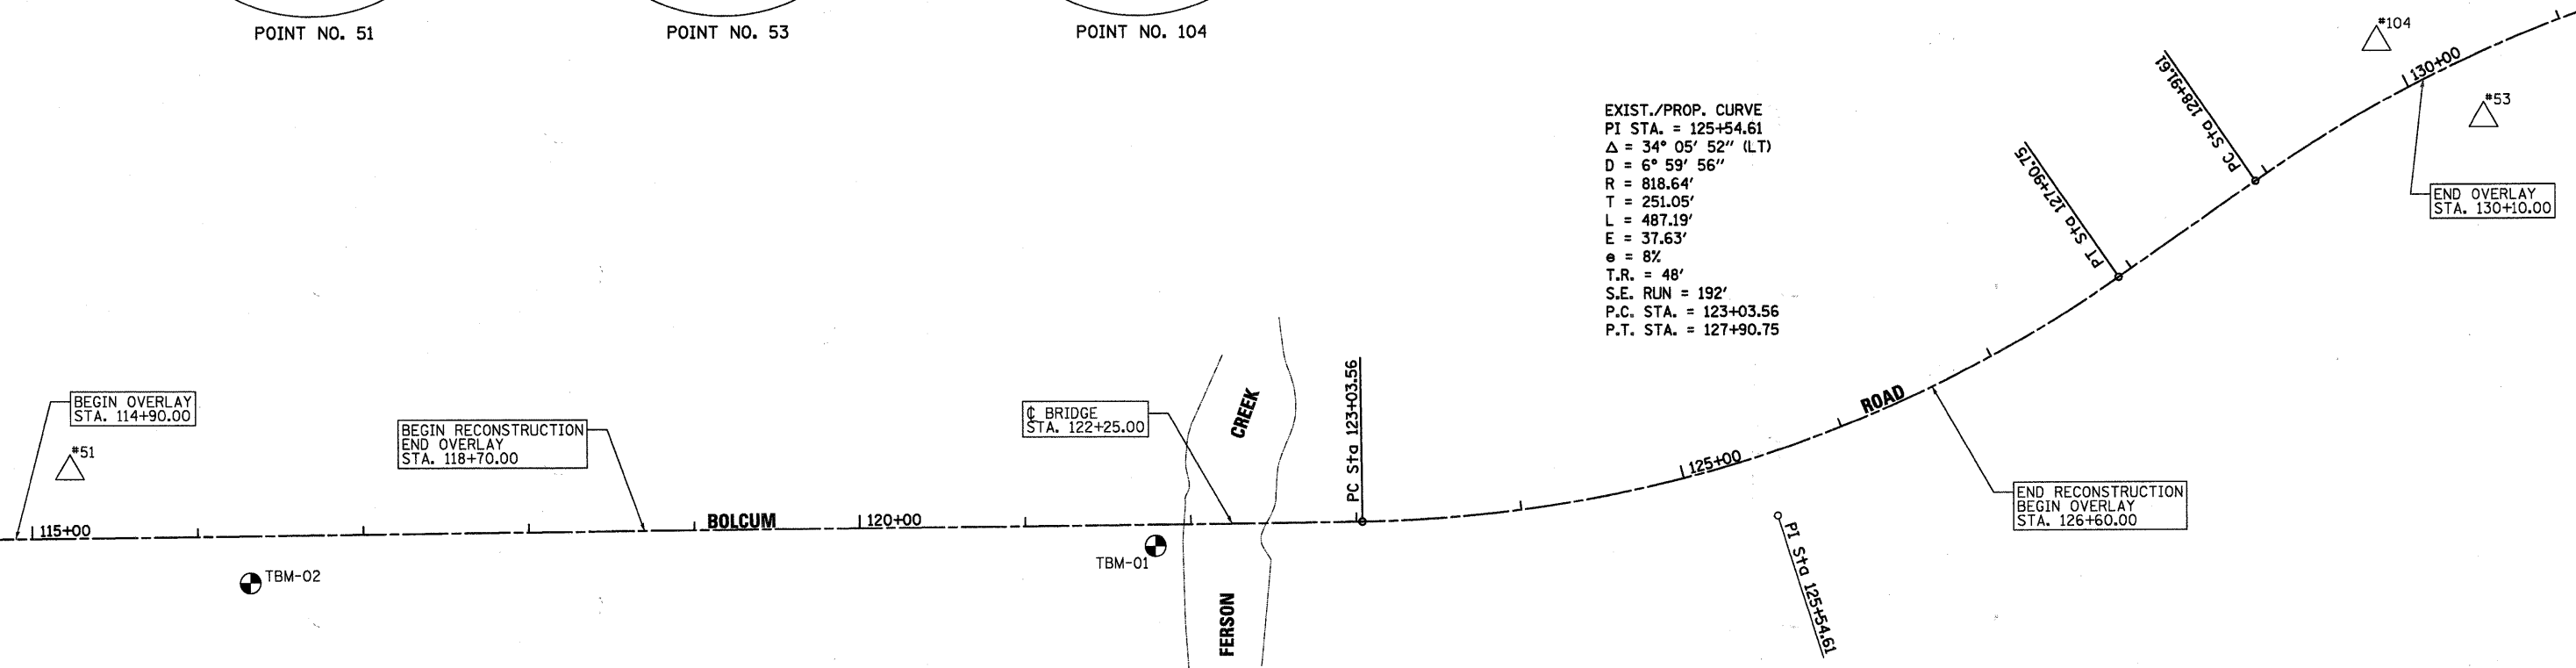 POINT NO. 51
POINT NO. 53
POINT NO. 104
#104
130+00
#53
PC Sta 128+91.61
END OVERLAY
STA. 130+10.00
PT Sta 127+90.75
EXIST./PROP. CURVE
PI STA. = 125+54.61
Δ = 34° 05' 52" (LT)
D = 6° 59' 56"
R = 818.64'
T = 251.05'
L = 487.19'
E = 37.63'
e = 8%
T.R. = 48'
S.E. RUN = 192'
P.C. STA. = 123+03.56
P.T. STA. = 127+90.75
BEGIN OVERLAY
STA. 114+90.00
#51
115+00
BEGIN RECONSTRUCTION
END OVERLAY
STA. 118+70.00
BOLCUM
120+00
℄ BRIDGE
STA. 122+25.00
CREEK
PC Sta 123+03.56
125+00
ROAD
END RECONSTRUCTION
BEGIN OVERLAY
STA. 126+60.00
PI Sta 125+54.61
TBM-02
TBM-01
FERSON